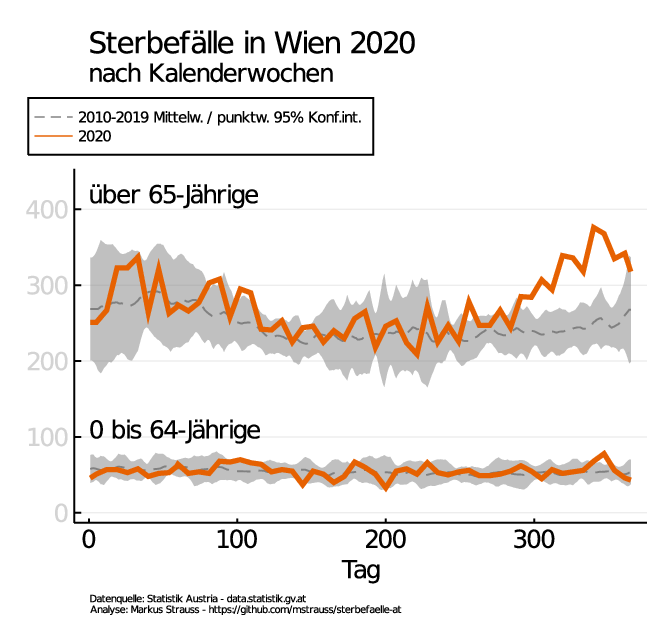 Sterbefälle in Wien 2020
nach Kalenderwochen
2010-2019 Mittelw. / punktw. 95% Konf.int.
2020
über 65-Jährige
400
300
200
0 bis 64-Jährige
100
0
0 100 200 300
Tag
Datenquelle: Statistik Austria - data.statistik.gv.at
Analyse: Markus Strauss - https://github.com/mstrauss/sterbefaelle-at